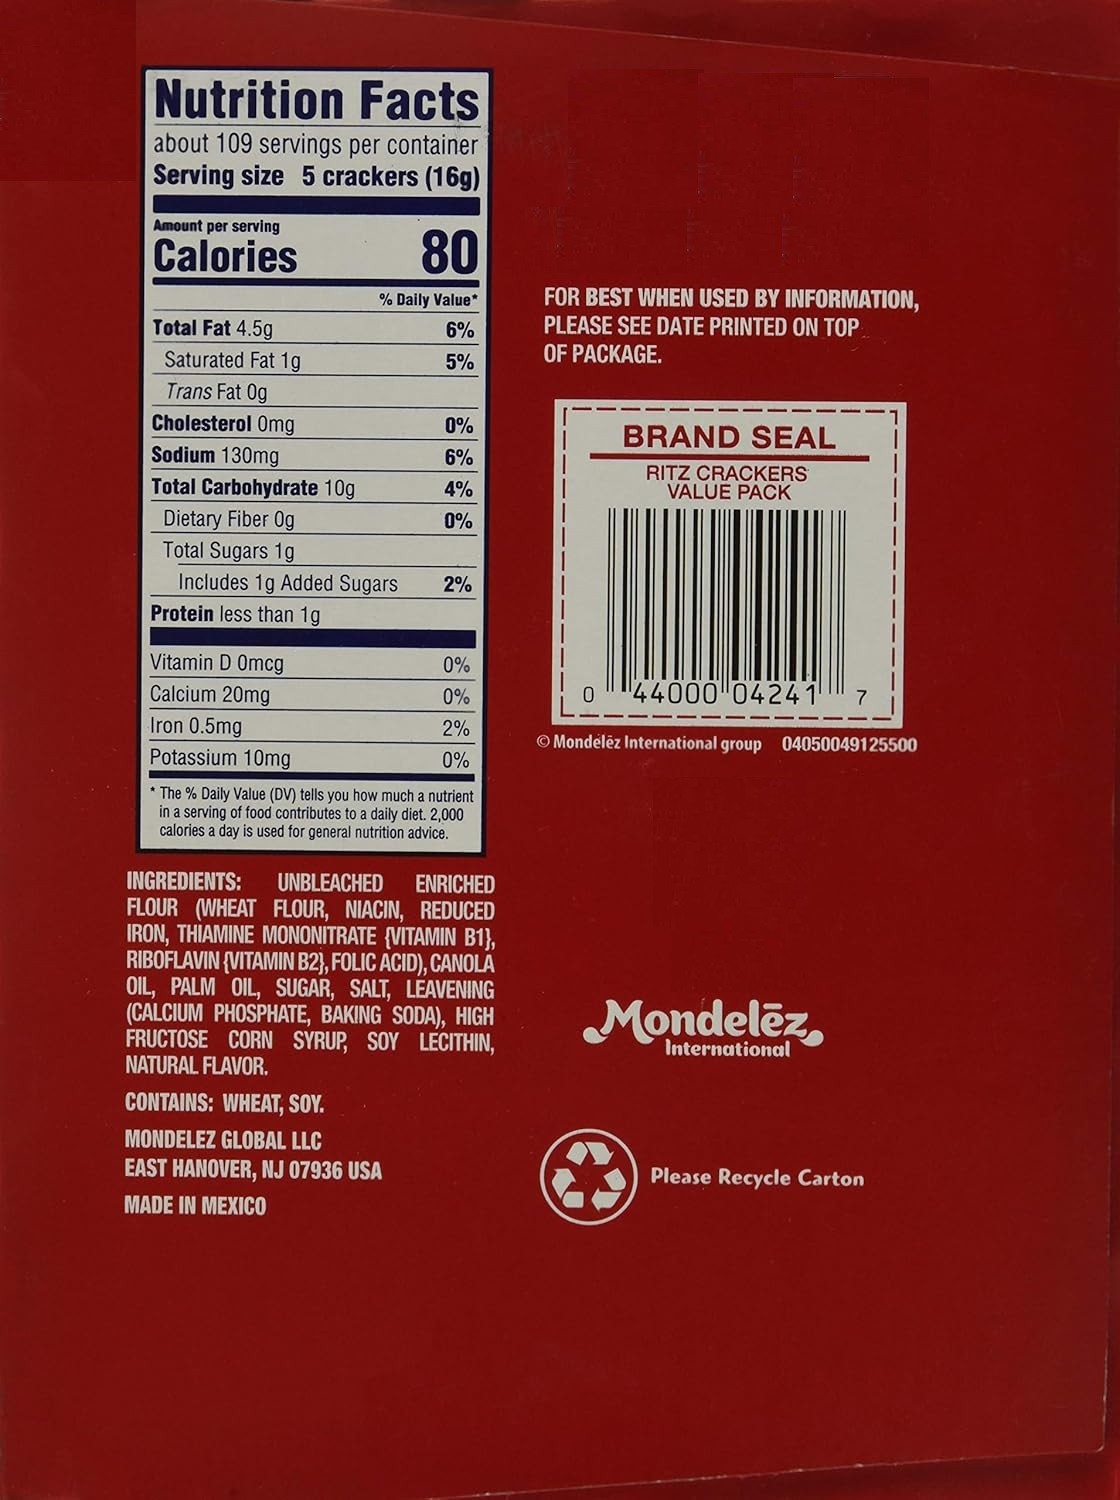 Nutrition Facts
about 109 servings per container
Serving size 5 crackers (16g)
Amount per serving
Calories 80
% Daily Value*
Total Fat 4.5g 6%
Saturated Fat 1g 5%
Trans Fat 0g
Cholesterol 0mg 0%
Sodium 130mg 6%
Total Carbohydrate 10g 4%
Dietary Fiber 0g 0%
Total Sugars 1g
Includes 1g Added Sugars 2%
Protein less than 1g
Vitamin D 0mcg 0%
Calcium 20mg 0%
Iron 0.5mg 2%
Potassium 10mg 0%
* The % Daily Value (DV) tells you how much a nutrient
in a serving of food contributes to a daily diet. 2,000
calories a day is used for general nutrition advice.
INGREDIENTS: UNBLEACHED ENRICHED
FLOUR (WHEAT FLOUR, NIACIN, REDUCED
IRON, THIAMINE MONONITRATE {VITAMIN B1},
RIBOFLAVIN {VITAMIN B2}, FOLIC ACID), CANOLA
OIL, PALM OIL, SUGAR, SALT, LEAVENING
(CALCIUM PHOSPHATE, BAKING SODA), HIGH
FRUCTOSE CORN SYRUP, SOY LECITHIN,
NATURAL FLAVOR.
CONTAINS: WHEAT, SOY.
MONDELEZ GLOBAL LLC
EAST HANOVER, NJ 07936 USA
MADE IN MEXICO
FOR BEST WHEN USED BY INFORMATION,
PLEASE SEE DATE PRINTED ON TOP
OF PACKAGE.
BRAND SEAL
RITZ CRACKERS
VALUE PACK
0 44000 04241 7
© Mondelēz International group 04050049125500
Mondelēz
International
Please Recycle Carton